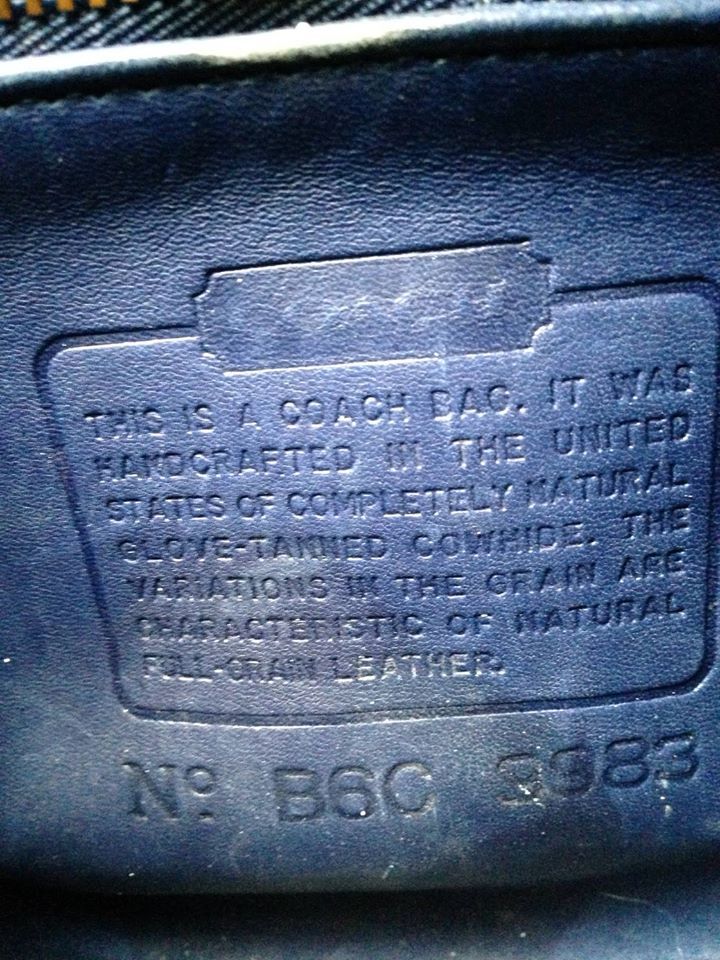 THIS IS A COACH BAG. IT WAS
HANDCRAFTED IN THE UNITED
STATES OF COMPLETELY NATURAL
GLOVE-TANNED COWHIDE. THE
VARIATIONS IN THE GRAIN ARE
CHARACTERISTIC OF NATURAL
FULL-GRAIN LEATHER.
Nº B6C